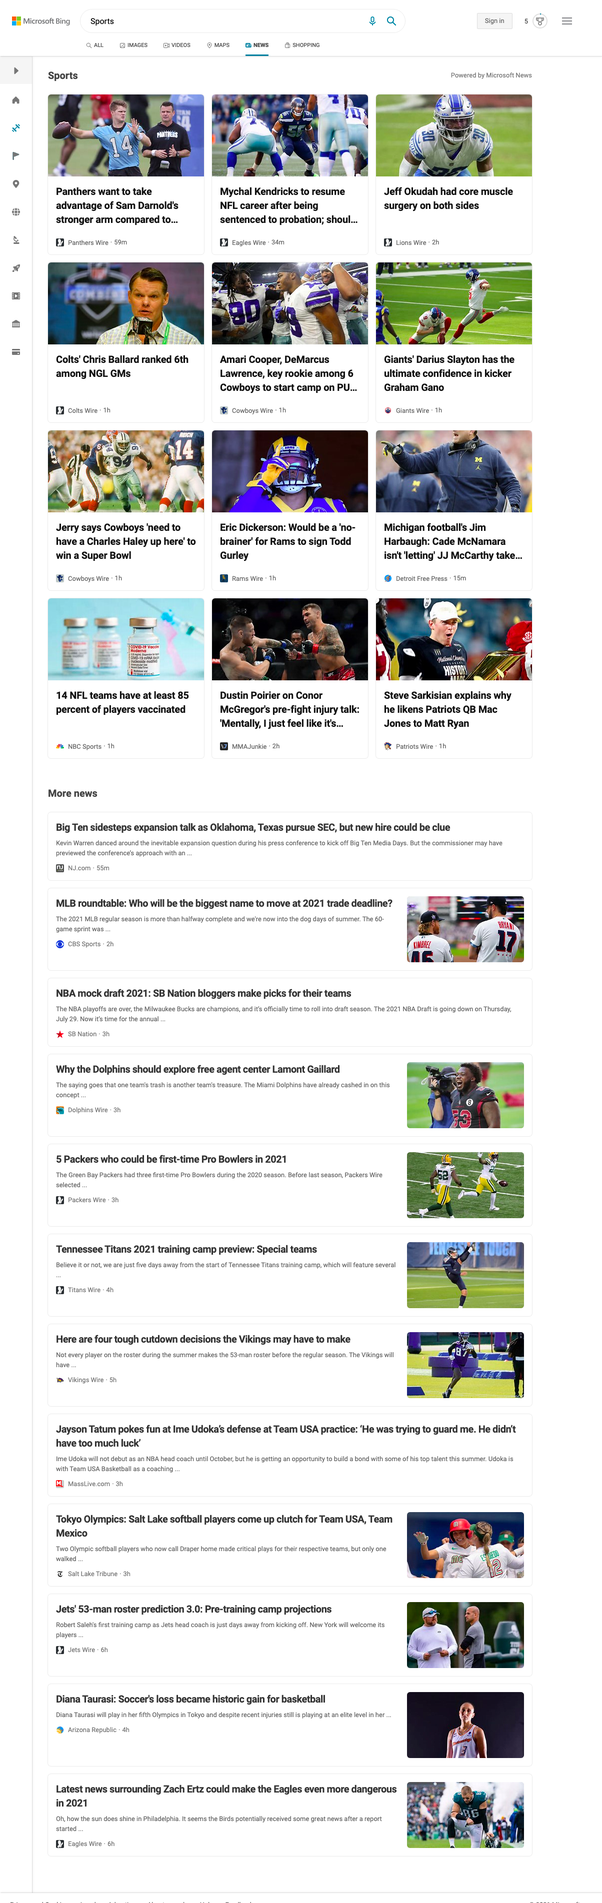 Microsoft Bing
Sports
Sign in
5
ALL
IMAGES
VIDEOS
MAPS
NEWS
SHOPPING
Sports
Powered by Microsoft News
Panthers want to take
advantage of Sam Darnold's
stronger arm compared to...
Panthers Wire · 59m
Mychal Kendricks to resume
NFL career after being
sentenced to probation; shoul...
Eagles Wire · 34m
Jeff Okudah had core muscle
surgery on both sides
Lions Wire · 2h
Colts' Chris Ballard ranked 6th
among NGL GMs
Colts Wire · 1h
Amari Cooper, DeMarcus
Lawrence, key rookie among 6
Cowboys to start camp on PU...
Cowboys Wire · 1h
Giants' Darius Slayton has the
ultimate confidence in kicker
Graham Gano
Giants Wire · 1h
Jerry says Cowboys 'need to
have a Charles Haley up here' to
win a Super Bowl
Cowboys Wire · 1h
Eric Dickerson: Would be a 'no-
brainer' for Rams to sign Todd
Gurley
Rams Wire · 1h
Michigan football's Jim
Harbaugh: Cade McNamara
isn't 'letting' JJ McCarthy take...
Detroit Free Press · 15m
14 NFL teams have at least 85
percent of players vaccinated
NBC Sports · 1h
Dustin Poirier on Conor
McGregor's pre-fight injury talk:
'Mentally, I just feel like it's...
MMAJunkie · 2h
Steve Sarkisian explains why
he likens Patriots QB Mac
Jones to Matt Ryan
Patriots Wire · 1h
More news
Big Ten sidesteps expansion talk as Oklahoma, Texas pursue SEC, but new hire could be clue
Kevin Warren danced around the inevitable expansion question during his press conference to kick off Big Ten Media Days. But the commissioner may have
previewed the conference's approach with an ...
NJ.com · 55m
MLB roundtable: Who will be the biggest name to move at 2021 trade deadline?
The 2021 MLB regular season is more than halfway complete and we're now into the dog days of summer. The 60-
game sprint was ...
CBS Sports · 2h
NBA mock draft 2021: SB Nation bloggers make picks for their teams
The NBA playoffs are over, the Milwaukee Bucks are champions, and it's officially time to roll into draft season. The 2021 NBA Draft is going down on Thursday,
July 29. Now it's time for the annual ...
SB Nation · 3h
Why the Dolphins should explore free agent center Lamont Gaillard
The saying goes that one team's trash is another team's treasure. The Miami Dolphins have already cashed in on this
concept ...
Dolphins Wire · 3h
5 Packers who could be first-time Pro Bowlers in 2021
The Green Bay Packers had three first-time Pro Bowlers during the 2020 season. Before last season, Packers Wire
selected ...
Packers Wire · 3h
Tennessee Titans 2021 training camp preview: Special teams
Believe it or not, we are just five days away from the start of Tennessee Titans training camp, which will feature several
...
Titans Wire · 4h
Here are four tough cutdown decisions the Vikings may have to make
Not every player on the roster during the summer makes the 53-man roster before the regular season. The Vikings will
have ...
Vikings Wire · 5h
Jayson Tatum pokes fun at Ime Udoka's defense at Team USA practice: 'He was trying to guard me. He didn't
have too much luck'
Ime Udoka will not debut as an NBA head coach until October, but he is getting an opportunity to build a bond with some of his top talent this summer. Udoka is
with Team USA Basketball as a coaching ...
MassLive.com · 3h
Tokyo Olympics: Salt Lake softball players come up clutch for Team USA, Team
Mexico
Two Olympic softball players who now call Draper home made critical plays for their respective teams, but only one
walked ...
Salt Lake Tribune · 3h
Jets' 53-man roster prediction 3.0: Pre-training camp projections
Robert Saleh's first training camp as Jets head coach is just days away from kicking off. New York will welcome its
players ...
Jets Wire · 6h
Diana Taurasi: Soccer's loss became historic gain for basketball
Diana Taurasi will play in her fifth Olympics in Tokyo and despite recent injuries still is playing at an elite level in her ...
Arizona Republic · 4h
Latest news surrounding Zach Ertz could make the Eagles even more dangerous
in 2021
Oh, how the sun does shine in Philadelphia. It seems the Birds potentially received some great news after a report
started ...
Eagles Wire · 6h